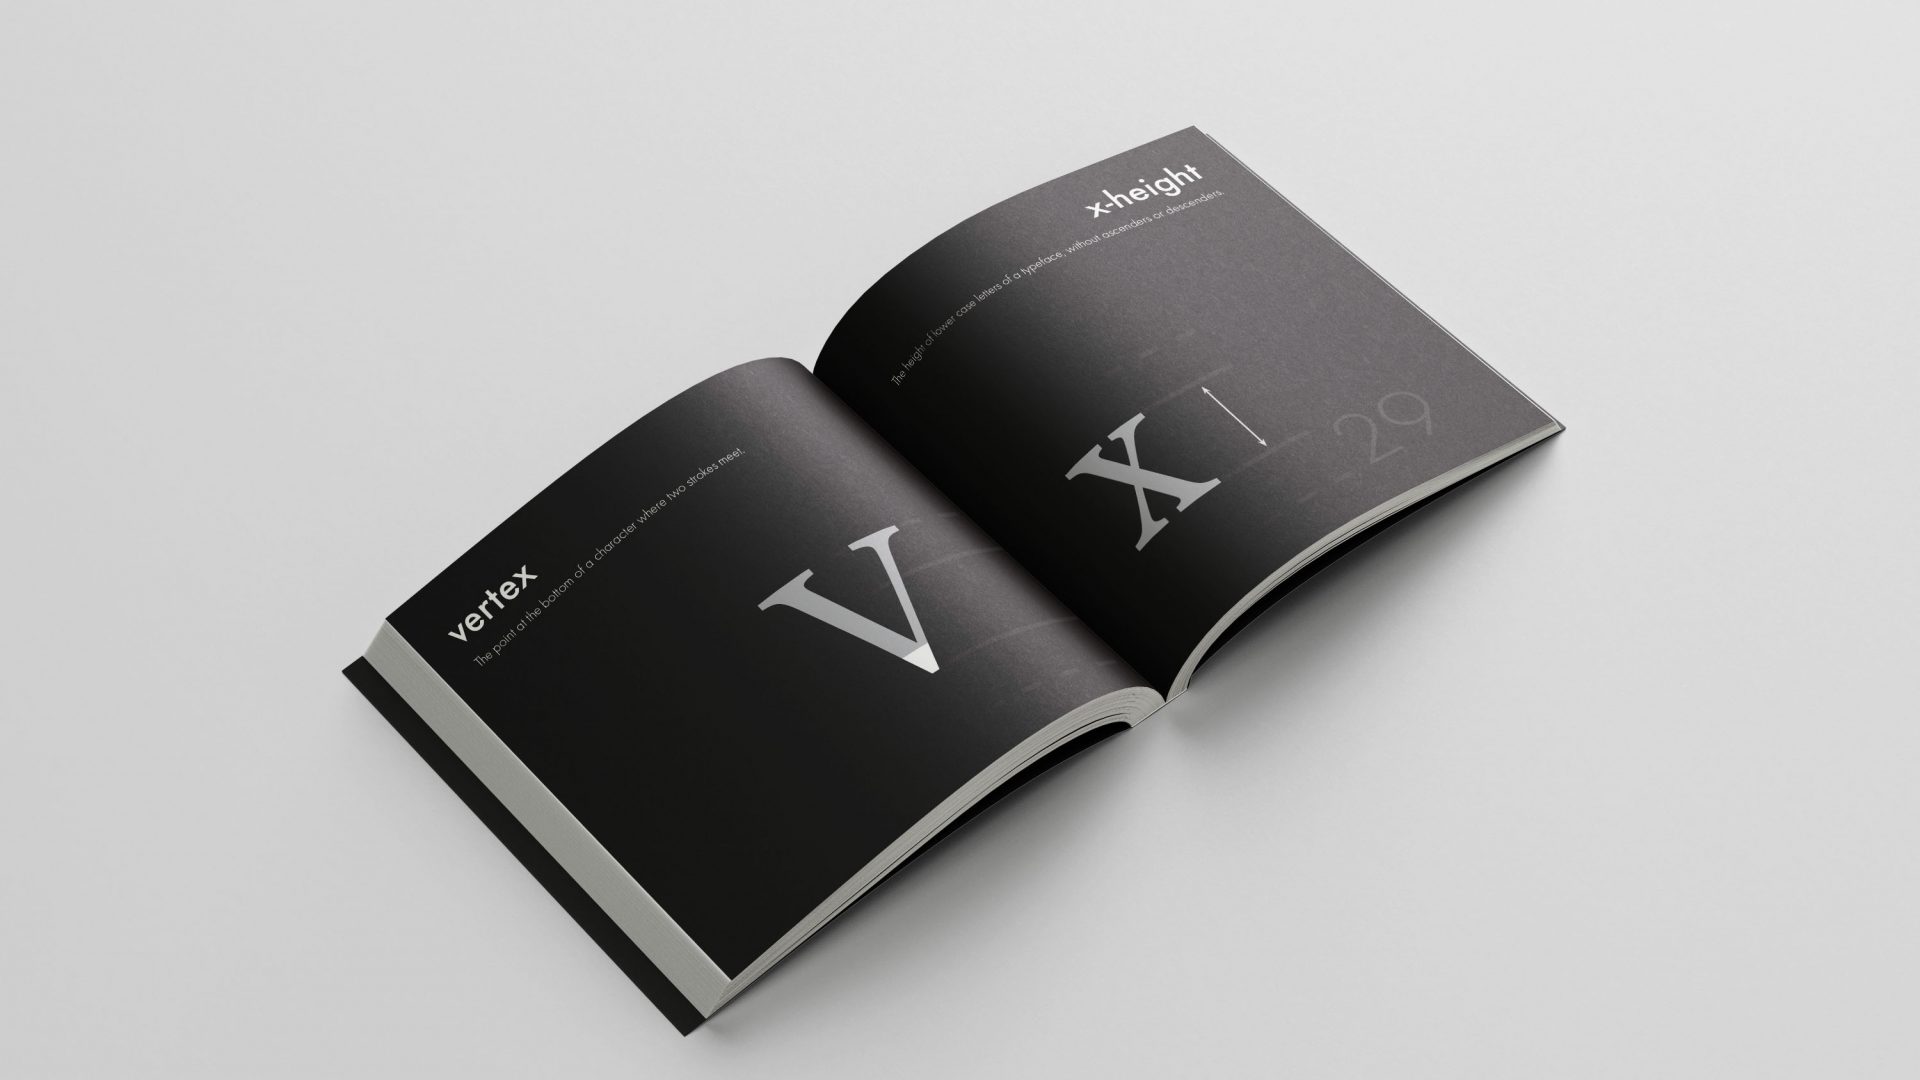 vertex
The point at the bottom of a character where two strokes meet.
V
x-height
The height of lower case letters of a typeface, without ascenders or descenders.
x
29